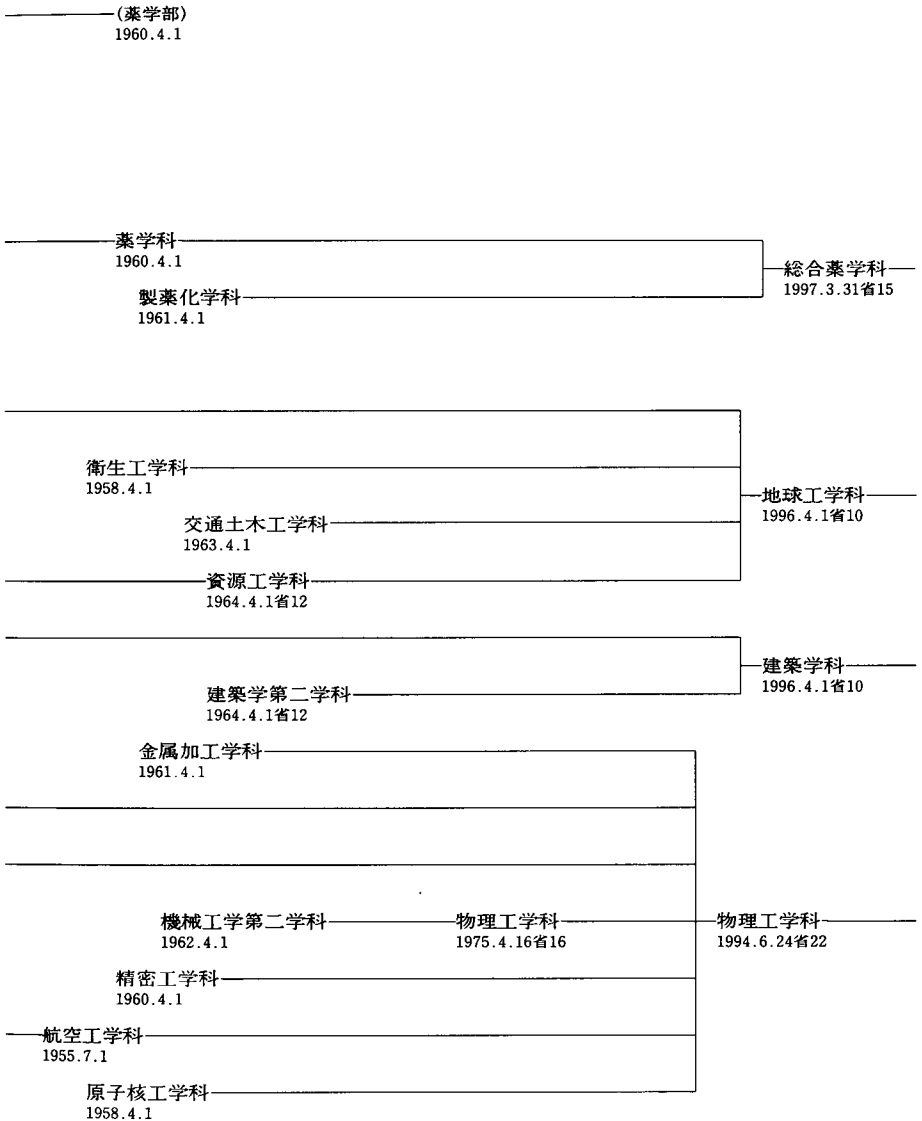 (薬学部)
1960.4.1
薬学科
1960.4.1
総合薬学科
1997.3.31省15
製薬化学科
1961.4.1
衛生工学科
1958.4.1
地球工学科
1996.4.1省10
交通土木工学科
1963.4.1
資源工学科
1964.4.1省12
建築学科
1996.4.1省10
建築学第二学科
1964.4.1省12
金属加工学科
1961.4.1
機械工学第二学科 物理工学科 物理工学科
1962.4.1 1975.4.16省16 1994.6.24省22
精密工学科
1960.4.1
航空工学科
1955.7.1
原子核工学科
1958.4.1